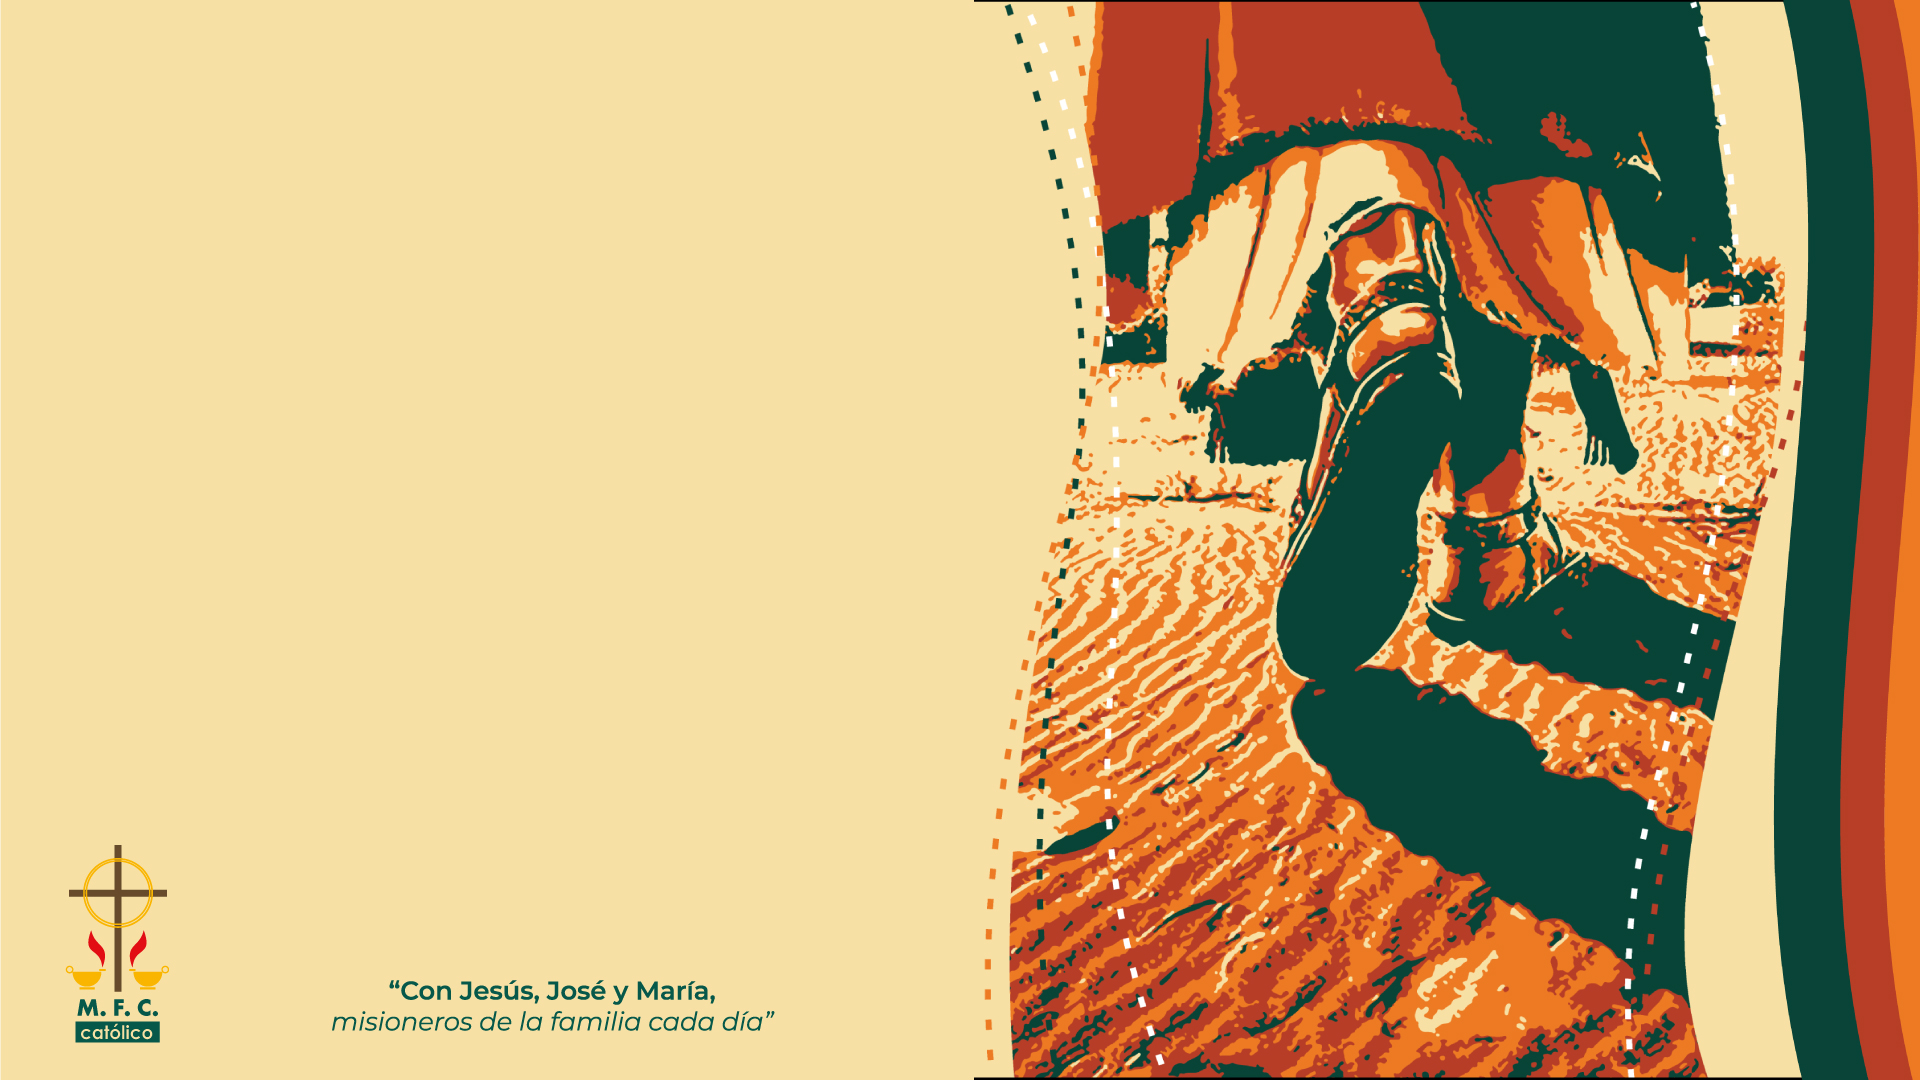 M. F. C.
católico
“Con Jesús, José y María,
misioneros de la familia cada día”